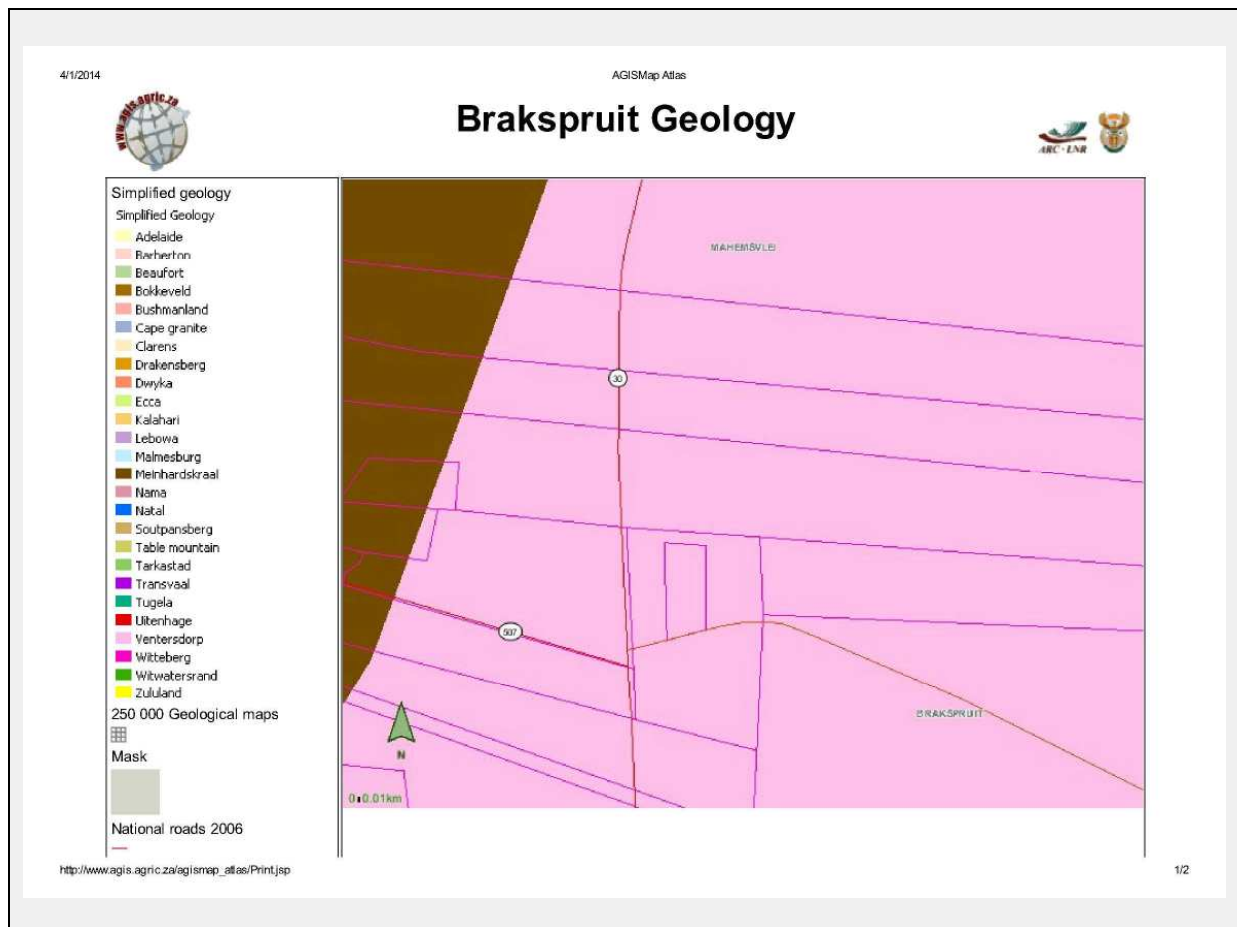 4/1/2014
AGISMap Atlas
www.agis.agric.za
Brakspruit Geology
ARC • LNR
Simplified geology
Simplified Geology
Adelaide
Barberton
Beaufort
Bokkeveld
Bushmanland
Cape granite
Clarens
Drakensberg
Dwyka
Ecca
Kalahari
Lebowa
Malmesburg
Meinhardskraal
Nama
Natal
Soutpansberg
Table mountain
Tarkastad
Transvaal
Tugela
Uitenhage
Ventersdorp
Witteberg
Witwatersrand
Zululand
250 000 Geological maps
Mask
National roads 2006
MAHEMSVLEI
30
507
BRAKSPRUIT
N
0 0.01km
http://www.agis.agric.za/agismap_atlas/Print.jsp
1/2